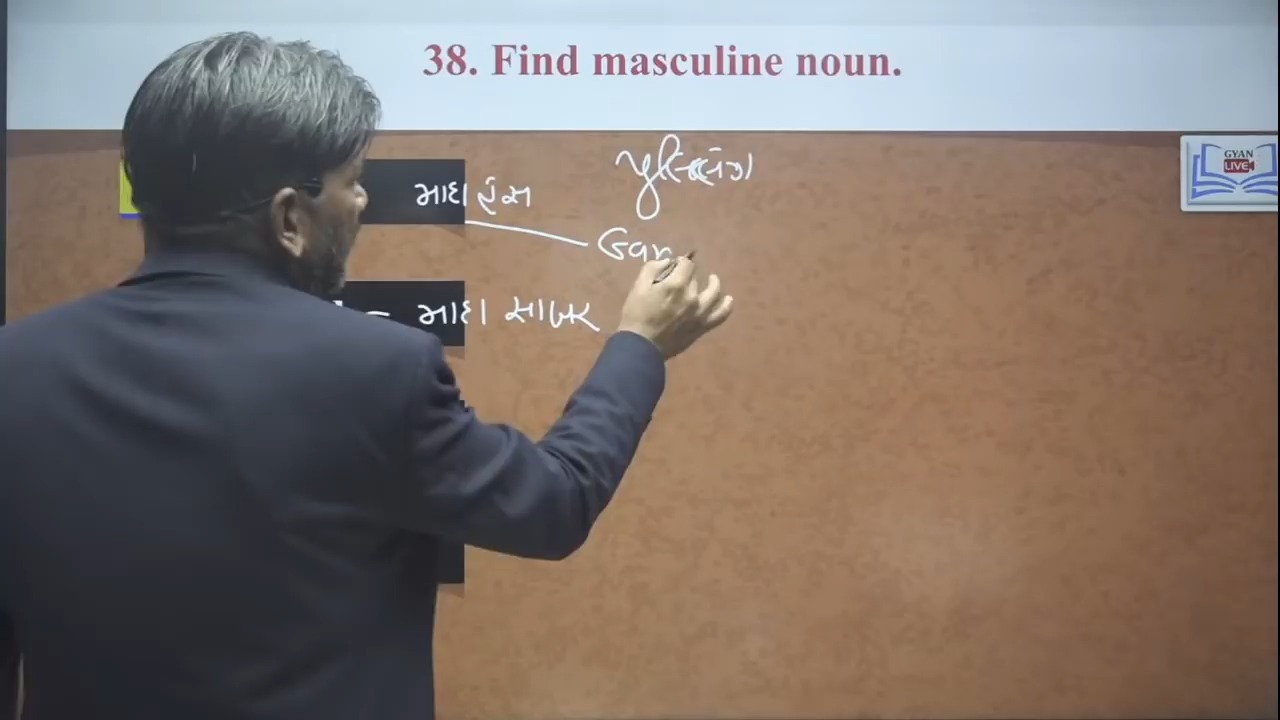 38. Find masculine noun.
GYAN
LIVE
માદા હંસ
Gan
માદા સાબર